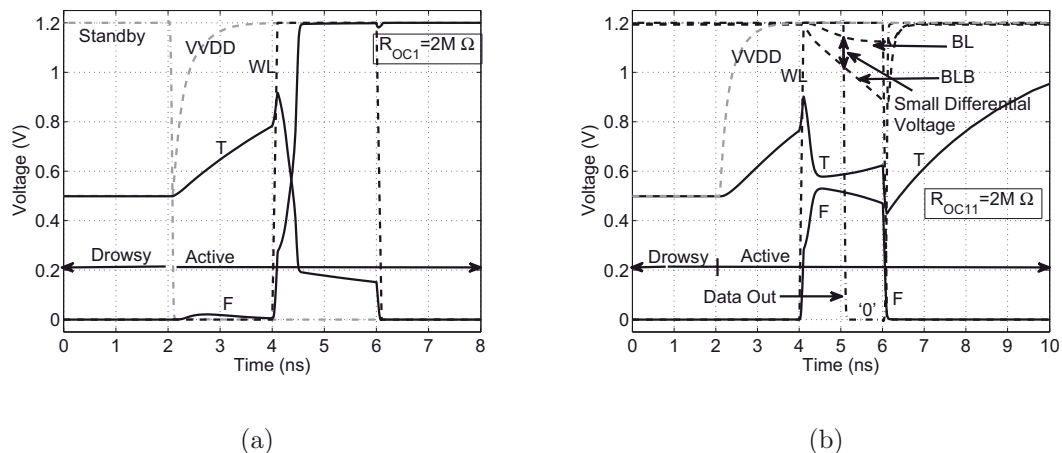 1.2
1
0.8
0.6
0.4
0.2
0
Voltage (V)
Standby
VVDD
WL
R_OC1=2M Ω
T
Drowsy
Active
F
0 1 2 3 4 5 6 7 8
Time (ns)
(a)
1.2
1
0.8
0.6
0.4
0.2
0
Voltage (V)
VVDD
WL
BL
BLB
Small Differential
Voltage
T
T
F
R_OC11=2M Ω
Drowsy
Active
Data Out
'0'
F
0 1 2 3 4 5 6 7 8 9 10
Time (ns)
(b)